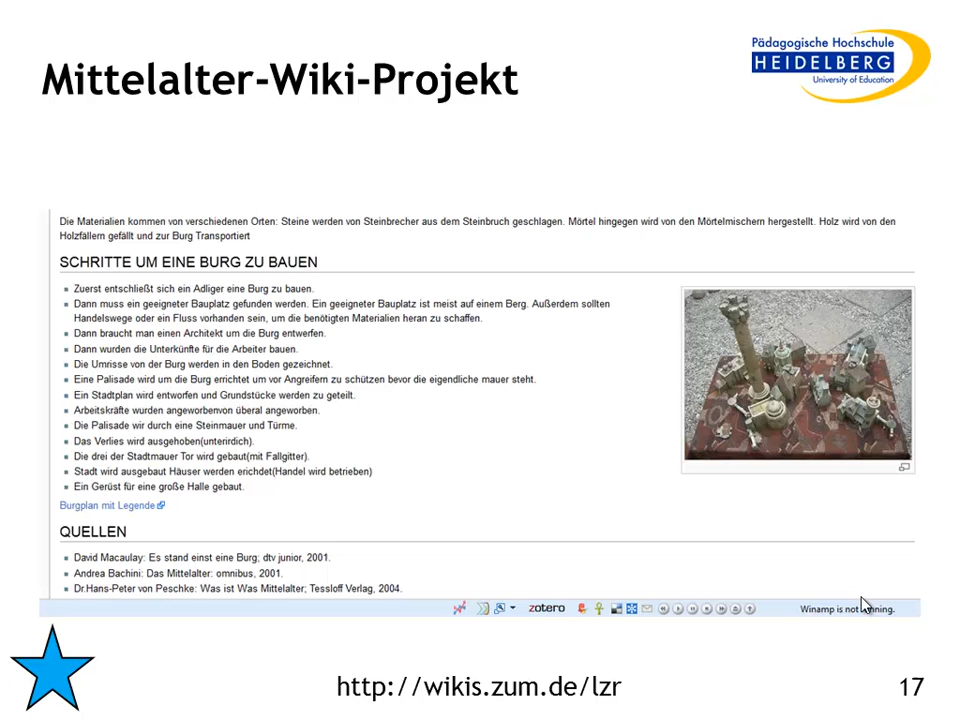 Pädagogische Hochschule
HEIDELBERG
University of Education
Mittelalter-Wiki-Projekt
Die Materialien kommen von verschiedenen Orten: Steine werden von Steinbrecher aus dem Steinbruch geschlagen. Mörtel hingegen wird von den Mörtelmischern hergestellt. Holz wird von den
Holzfällern gefällt und zur Burg Transportiert
SCHRITTE UM EINE BURG ZU BAUEN
Zuerst entschließt sich ein Adliger eine Burg zu bauen.
Dann muss ein geeigneter Bauplatz gefunden werden. Ein geeigneter Bauplatz ist meist auf einem Berg. Außerdem sollten
Handelswege oder ein Fluss vorhanden sein, um die benötigten Materialien heran zu schaffen.
Dann braucht man einen Architekt um die Burg entwerfen.
Dann wurden die Unterkünfte für die Arbeiter bauen.
Die Umrisse von der Burg werden in den Boden gezeichnet.
Eine Palisade wird um die Burg errichtet um vor Angreifern zu schützen bevor die eigendliche mauer steht.
Ein Stadtplan wird entworfen und Grundstücke werden zu geteilt.
Arbeitskräfte wurden angeworbenvon überal angeworben.
Die Palisade wir durch eine Steinmauer und Türme.
Das Verlies wird ausgehoben(unterirdich).
Die drei der Stadtmauer Tor wird gebaut(mit Fallgitter).
Stadt wird ausgebaut Häuser werden erichdet(Handel wird betrieben)
Ein Gerüst für eine große Halle gebaut.
Burgplan mit Legende
QUELLEN
David Macaulay: Es stand einst eine Burg; dtv junior, 2001.
Andrea Bachini: Das Mittelalter: omnibus, 2001.
Dr.Hans-Peter von Peschke: Was ist Was Mittelalter; Tessloff Verlag, 2004.
zotero
Winamp is not running.
http://wikis.zum.de/lzr
17